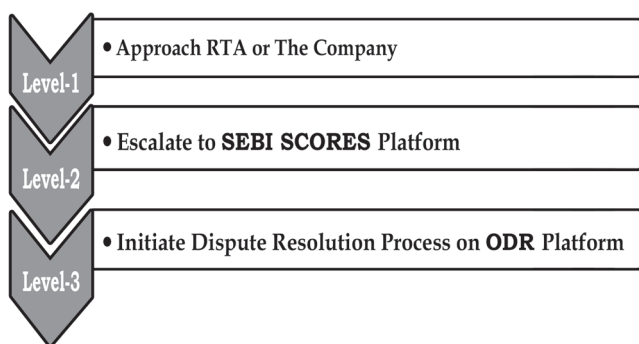 Level-1
• Approach RTA or The Company
Level-2
• Escalate to SEBI SCORES Platform
Level-3
• Initiate Dispute Resolution Process on ODR Platform